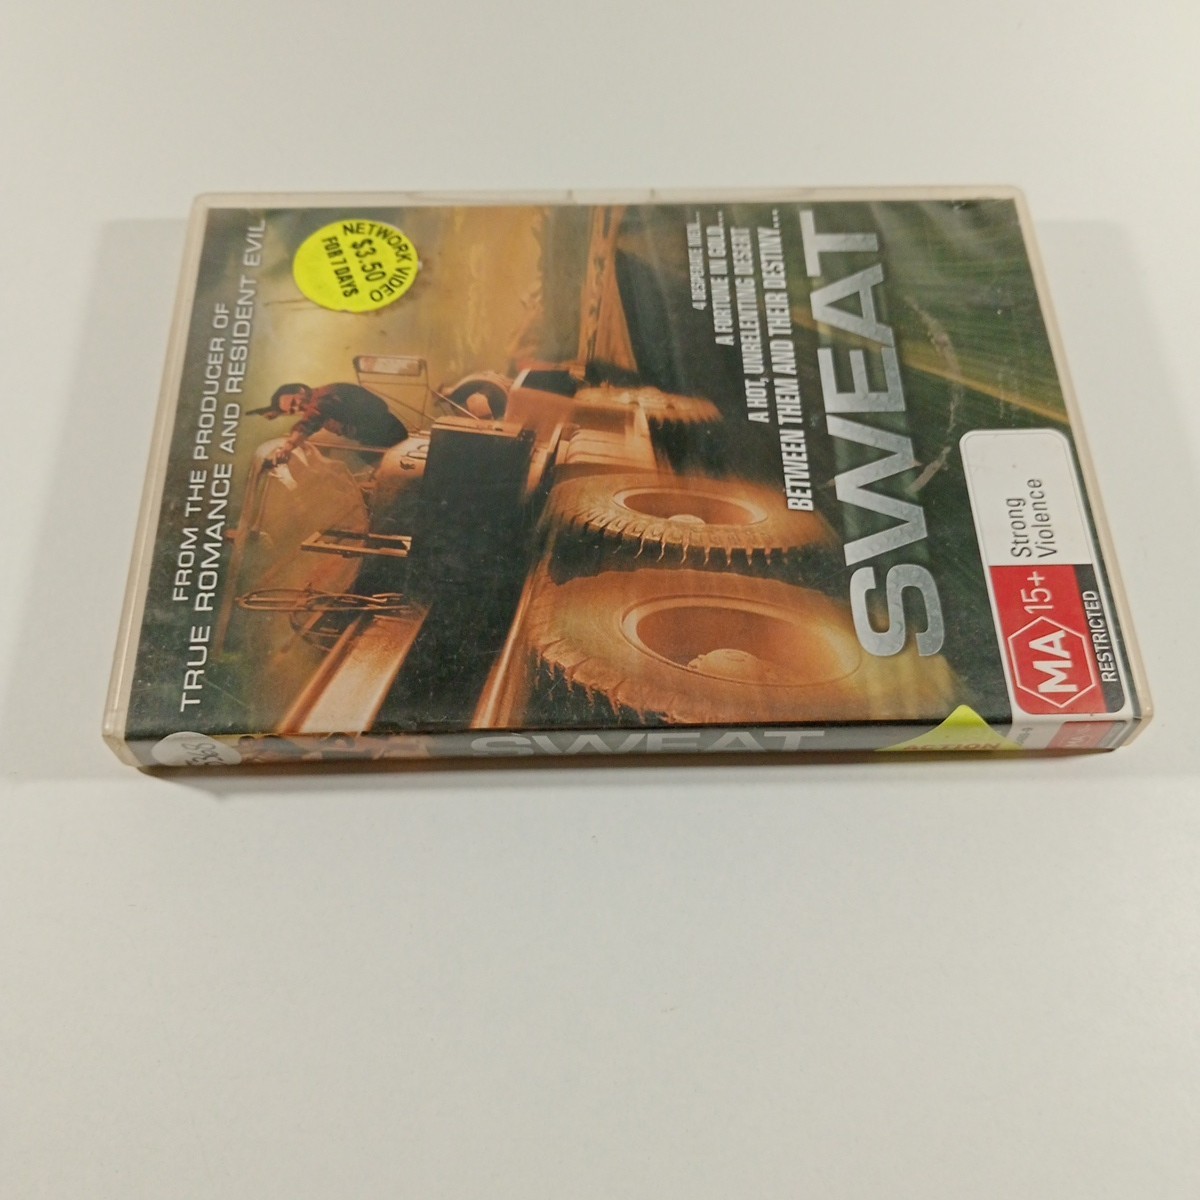 FROM THE PRODUCER OF
TRUE ROMANCE AND RESIDENT EVIL
NETWORK VIDEO
$3.50
FOR 7 DAYS
4 DESPERATE MEN...
A FORTUNE IN GOLD...
A HOT, UNRELENTING DESERT
BETWEEN THEM AND THEIR DESTINY...
SWEAT
Strong
Violence
MA 15+
RESTRICTED
SWEAT
ACTION
MA